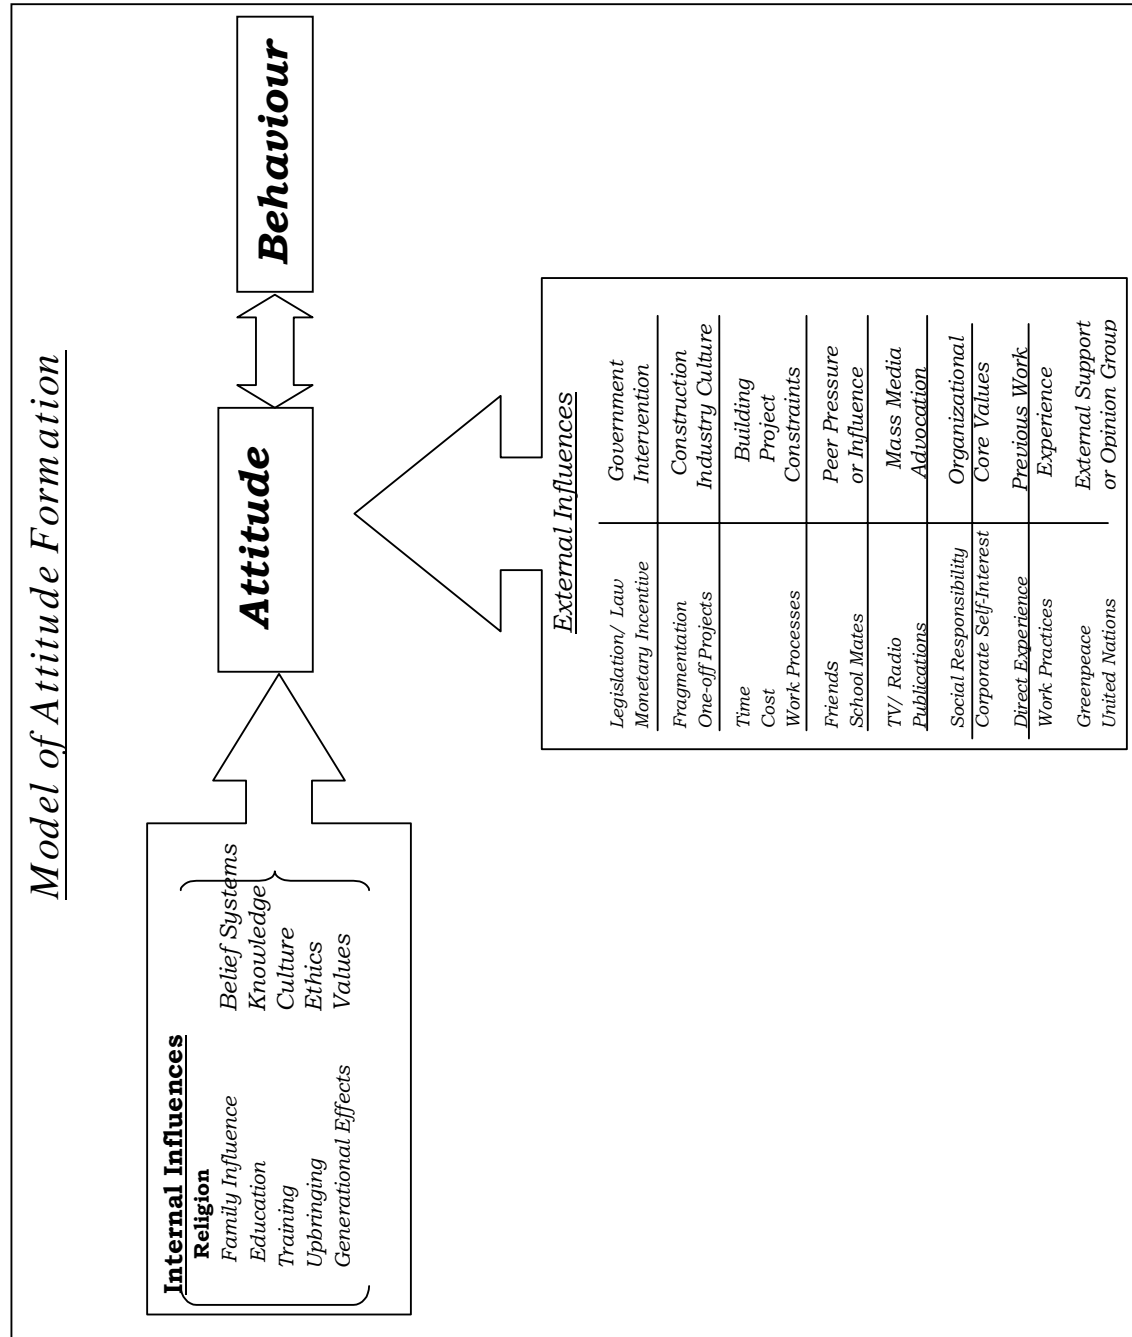 Model of Attitude Formation
Internal Influences
Religion
Family Influence
Education
Training
Upbringing
Generational Effects
Belief Systems
Knowledge
Culture
Ethics
Values
Attitude
Behaviour
External Influences
Legislation/ Law
Monetary Incentive
Government
Intervention
Fragmentation
One-off Projects
Construction
Industry Culture
Time
Cost
Work Processes
Building
Project
Constraints
Friends
School Mates
Peer Pressure
or Influence
TV/ Radio
Publications
Mass Media
Advocation
Social Responsibility
Corporate Self-Interest
Organizational
Core Values
Direct Experience
Work Practices
Previous Work
Experience
Greenpeace
United Nations
External Support
or Opinion Group